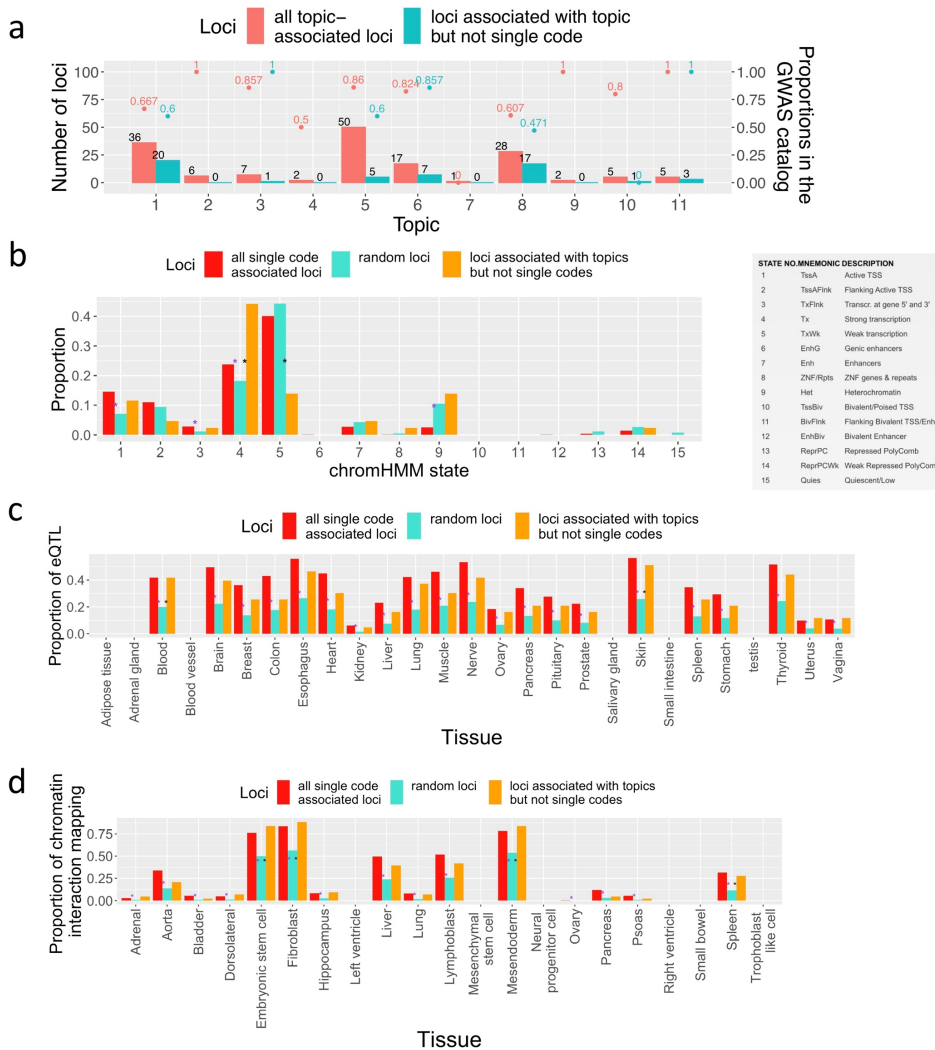 a
Loci
all topic-
associated loci
loci associated with topic
but not single code
Number of loci
Proportions in the
GWAS catalog
100
75
50
25
0
1.00
0.75
0.50
0.25
0.00
1
1
0.857
0.86
0.824
0.857
1
0.8
1
1
0.667
0.6
0.5
0.6
0.607
0.471
0
0
36
20
6
0
7
1
2
0
50
5
17
7
1
0
28
17
2
0
5
1
5
3
1 2 3 4 5 6 7 8 9 10 11
Topic
b
Loci
all single code
associated loci
random loci
loci associated with topics
but not single codes
Proportion
0.4
0.3
0.2
0.1
0.0
* * * * * *
1 2 3 4 5 6 7 8 9 10 11 12 13 14 15
chromHMM state
STATE NO. MNEMONIC DESCRIPTION
1 TssA Active TSS
2 TssAFlnk Flanking Active TSS
3 TxFlnk Transcr. at gene 5' and 3'
4 Tx Strong transcription
5 TxWk Weak transcription
6 EnhG Genic enhancers
7 Enh Enhancers
8 ZNF/Rpts ZNF genes & repeats
9 Het Heterochromatin
10 TssBiv Bivalent/Poised TSS
11 BivFlnk Flanking Bivalent TSS/Enh
12 EnhBiv Bivalent Enhancer
13 ReprPC Repressed PolyComb
14 ReprPCWk Weak Repressed PolyCom
15 Quies Quiescent/Low
c
Loci
all single code
associated loci
random loci
loci associated with topics
but not single codes
Proportion of eQTL
0.4
0.2
0.0
Adipose tissue
Adrenal gland
Blood
Blood vessel
Brain
Breast
Colon
Esophagus
Heart
Kidney
Liver
Lung
Muscle
Nerve
Ovary
Pancreas
Pituitary
Prostate
Salivary gland
Skin
Small intestine
Spleen
Stomach
testis
Thyroid
Uterus
Vagina
Tissue
d
Loci
all single code
associated loci
random loci
loci associated with topics
but not single codes
Proportion of chromatin
interaction mapping
0.75
0.50
0.25
0.00
Adrenal
Aorta
Bladder
Dorsolateral
Embryonic stem cell
Fibroblast
Hippocampus
Left ventricle
Liver
Lung
Lymphoblast
Mesenchymal
stem cell
Mesendoderm
Neural
progenitor cell
Ovary
Pancreas
Psoas
Right ventricle
Small bowel
Spleen
Trophoblast
like cell
Tissue